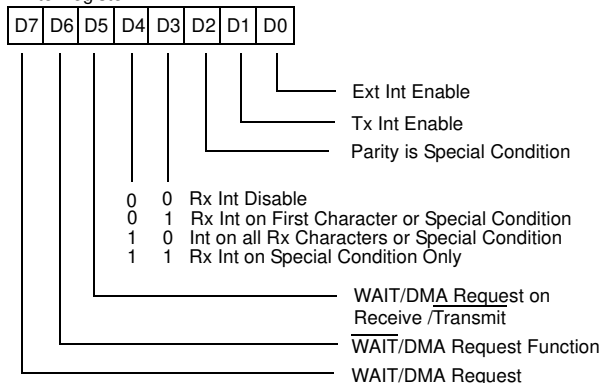 D7 D6 D5 D4 D3 D2 D1 D0
Ext Int Enable
Tx Int Enable
Parity is Special Condition
0 0 Rx Int Disable
0 1 Rx Int on First Character or Special Condition
1 0 Int on all Rx Characters or Special Condition
1 1 Rx Int on Special Condition Only
WAIT/DMA Request on
Receive /Transmit
WAIT/DMA Request Function
WAIT/DMA Request